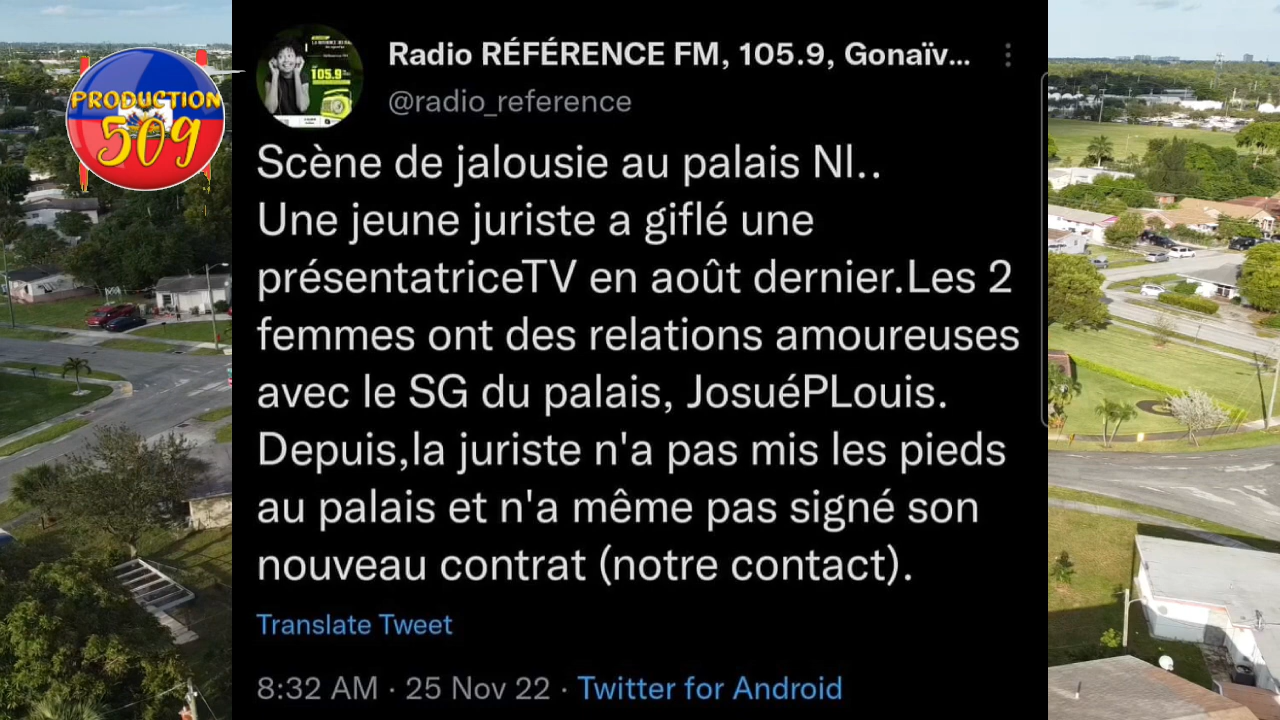 PRODUCTION
509
105.9
Radio RÉFÉRENCE FM, 105.9, Gonaïv...
@radio_reference
Scène de jalousie au palais Nl..
Une jeune juriste a giflé une
présentatriceTV en août dernier.Les 2
femmes ont des relations amoureuses
avec le SG du palais, JosuéPLouis.
Depuis,la juriste n'a pas mis les pieds
au palais et n'a même pas signé son
nouveau contrat (notre contact).
Translate Tweet
8:32 AM · 25 Nov 22 · Twitter for Android